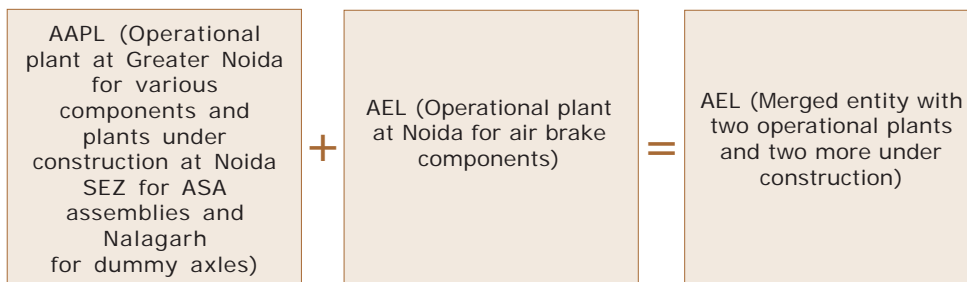 AAPL (Operational
plant at Greater Noida
for various
components and
plants under
construction at Noida
SEZ for ASA
assemblies and
Nalagarh
for dummy axles)
+
AEL (Operational plant
at Noida for air brake
components)
=
AEL (Merged entity with
two operational plants
and two more under
construction)